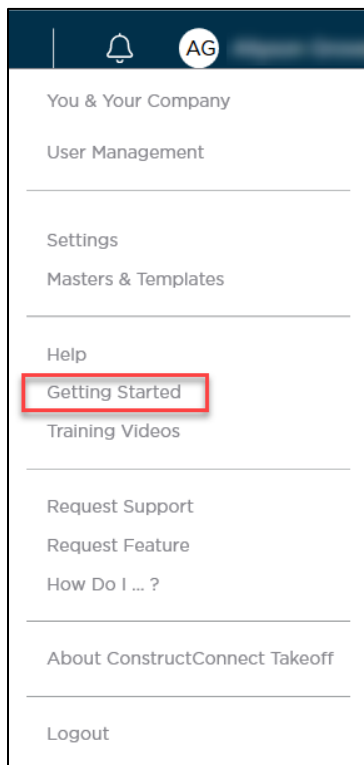 AG
You & Your Company
User Management
Settings
Masters & Templates
Help
Getting Started
Training Videos
Request Support
Request Feature
How Do I ... ?
About ConstructConnect Takeoff
Logout